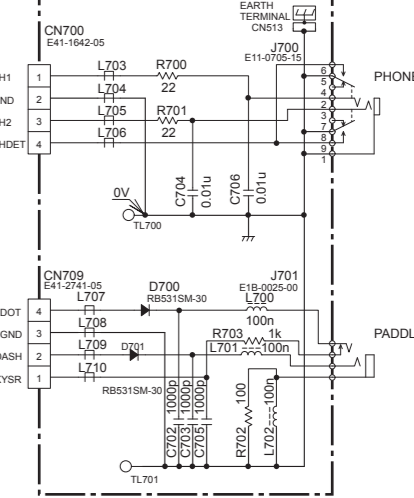 EARTH
TERMINAL
CN513
CN700
E41-1642-05
J700
E11-0705-15
H1
1
L703
R700
22
ND
2
L704
H2
3
L705
R701
22
HDET
4
L706
6
5
4
2
3
7
8
9
1
PHONE
0V
TL700
C704
0.01u
C706
0.01u
CN709
E41-2741-05
J701
E1B-0025-00
DOT
4
L707
D700
RB531SM-30
L700
100n
GND
3
L708
R703
1k
DASH
2
L709
D701
L701
100n
KYSR
1
L710
RB531SM-30
PADDL
C702
1000p
C703
1000p
C705
1000p
R702
100
L702
100n
TL701